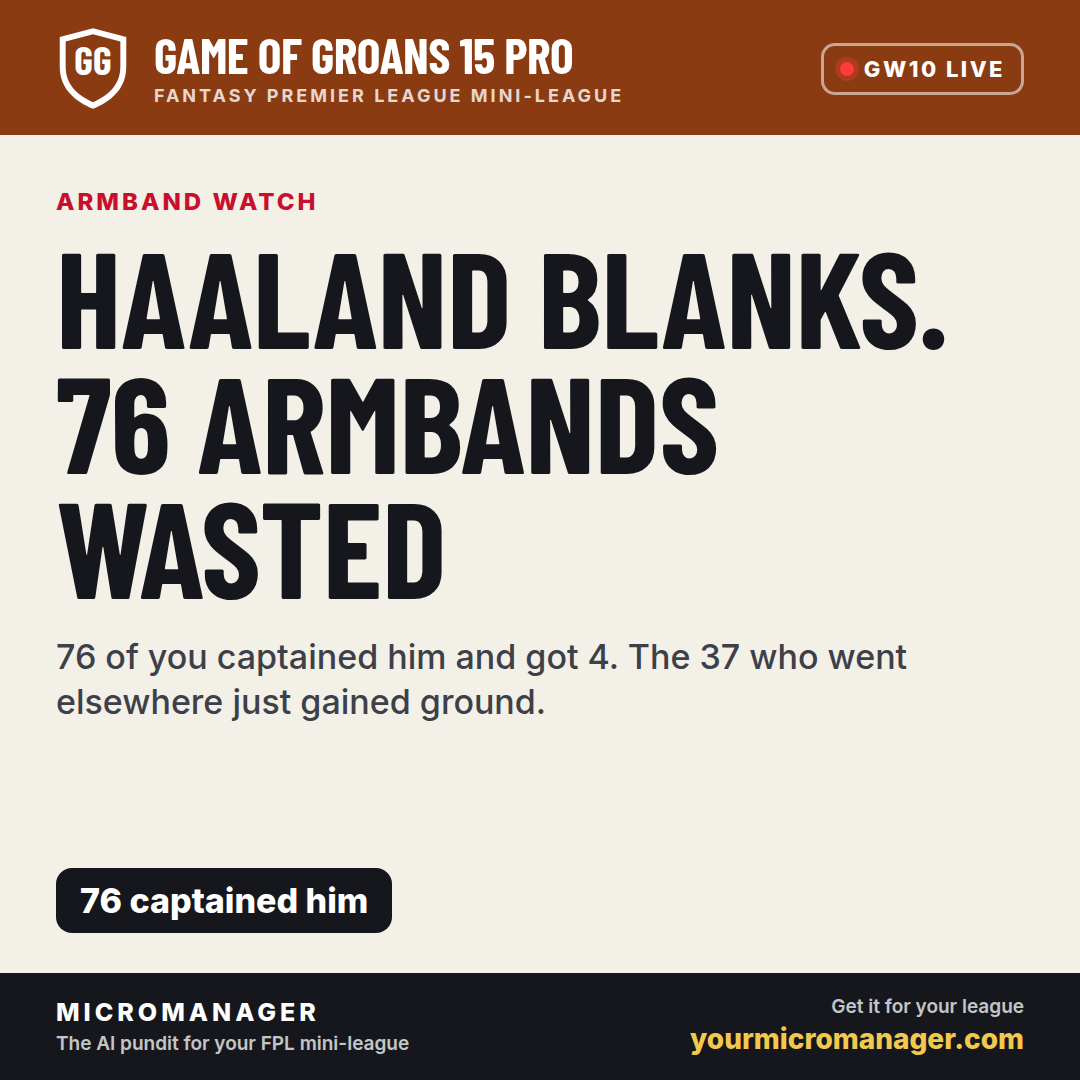 GG
GAME OF GROANS 15 PRO
FANTASY PREMIER LEAGUE MINI-LEAGUE
GW10 LIVE
ARMBAND WATCH
HAALAND BLANKS.
76 ARMBANDS
WASTED
76 of you captained him and got 4. The 37 who went
elsewhere just gained ground.
76 captained him
MICROMANAGER
The AI pundit for your FPL mini-league
Get it for your league
yourmicromanager.com